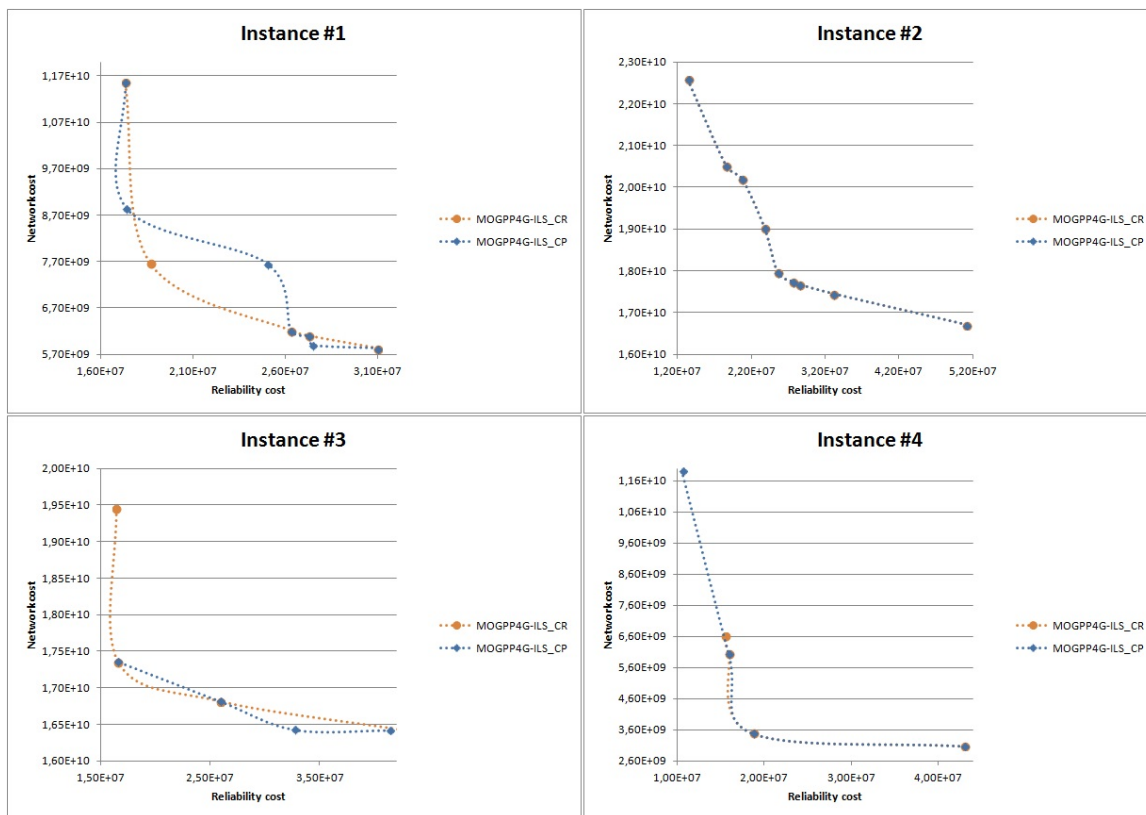 Instance #1
1,17E+10
1,07E+10
9,70E+09
8,70E+09
7,70E+09
6,70E+09
5,70E+09
Networkcost
1,60E+07 2,10E+07 2,60E+07 3,10E+07
Reliability cost
MOGPP4G-ILS_CR
MOGPP4G-ILS_CP
Instance #2
2,30E+10
2,20E+10
2,10E+10
2,00E+10
1,90E+10
1,80E+10
1,70E+10
1,60E+10
Networkcost
1,20E+07 2,20E+07 3,20E+07 4,20E+07 5,20E+07
Reliability cost
MOGPP4G-ILS_CR
MOGPP4G-ILS_CP
Instance #3
2,00E+10
1,95E+10
1,90E+10
1,85E+10
1,80E+10
1,75E+10
1,70E+10
1,65E+10
1,60E+10
Networkcost
1,50E+07 2,50E+07 3,50E+07
Reliability cost
MOGPP4G-ILS_CR
MOGPP4G-ILS_CP
Instance #4
1,16E+10
1,06E+10
9,60E+09
8,60E+09
7,60E+09
6,60E+09
5,60E+09
4,60E+09
3,60E+09
2,60E+09
Networkcost
1,00E+07 2,00E+07 3,00E+07 4,00E+07
Reliability cost
MOGPP4G-ILS_CR
MOGPP4G-ILS_CP